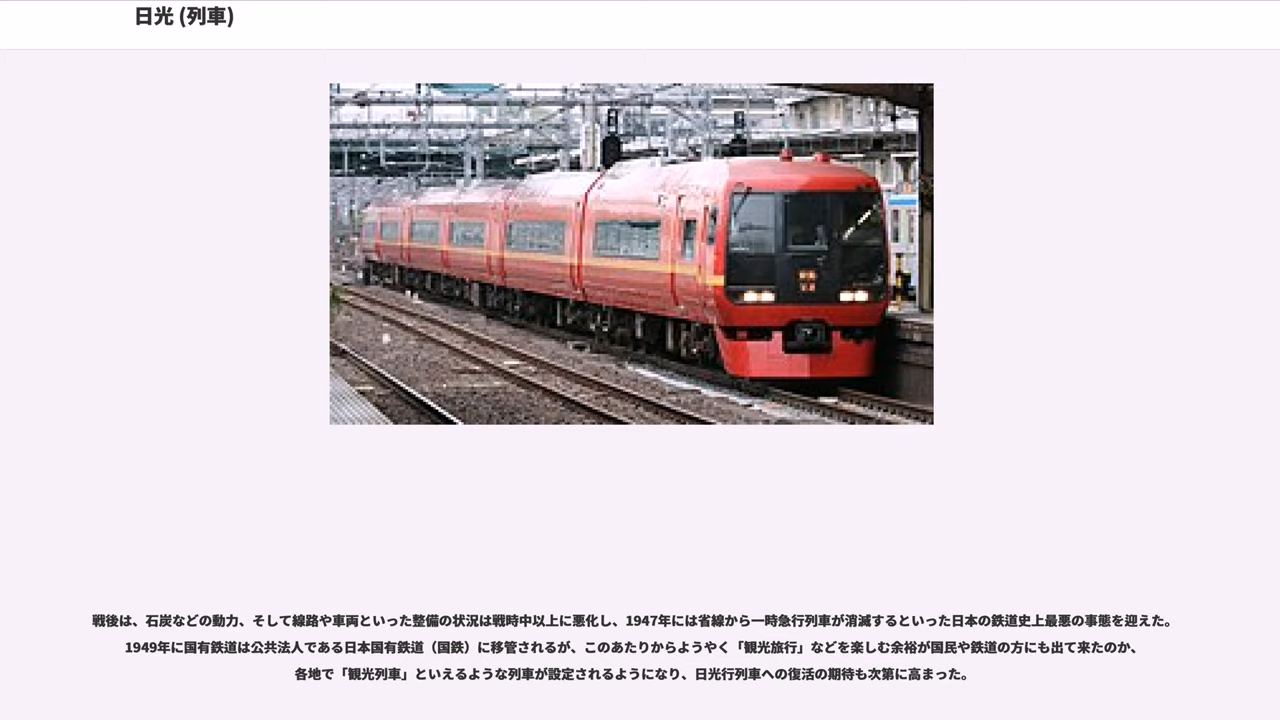 日光 (列車)
戦後は、石炭などの動力、そして線路や車両といった整備の状況は戦時中以上に悪化し、1947年には省線から一時急行列車が消滅するといった日本の鉄道史上最悪の事態を迎えた。
1949年に国有鉄道は公共法人である日本国有鉄道（国鉄）に移管されるが、このあたりからようやく「観光旅行」などを楽しむ余裕が国民や鉄道の方にも出て来たのか、
各地で「観光列車」といえるような列車が設定されるようになり、日光行列車への復活の期待も次第に高まった。